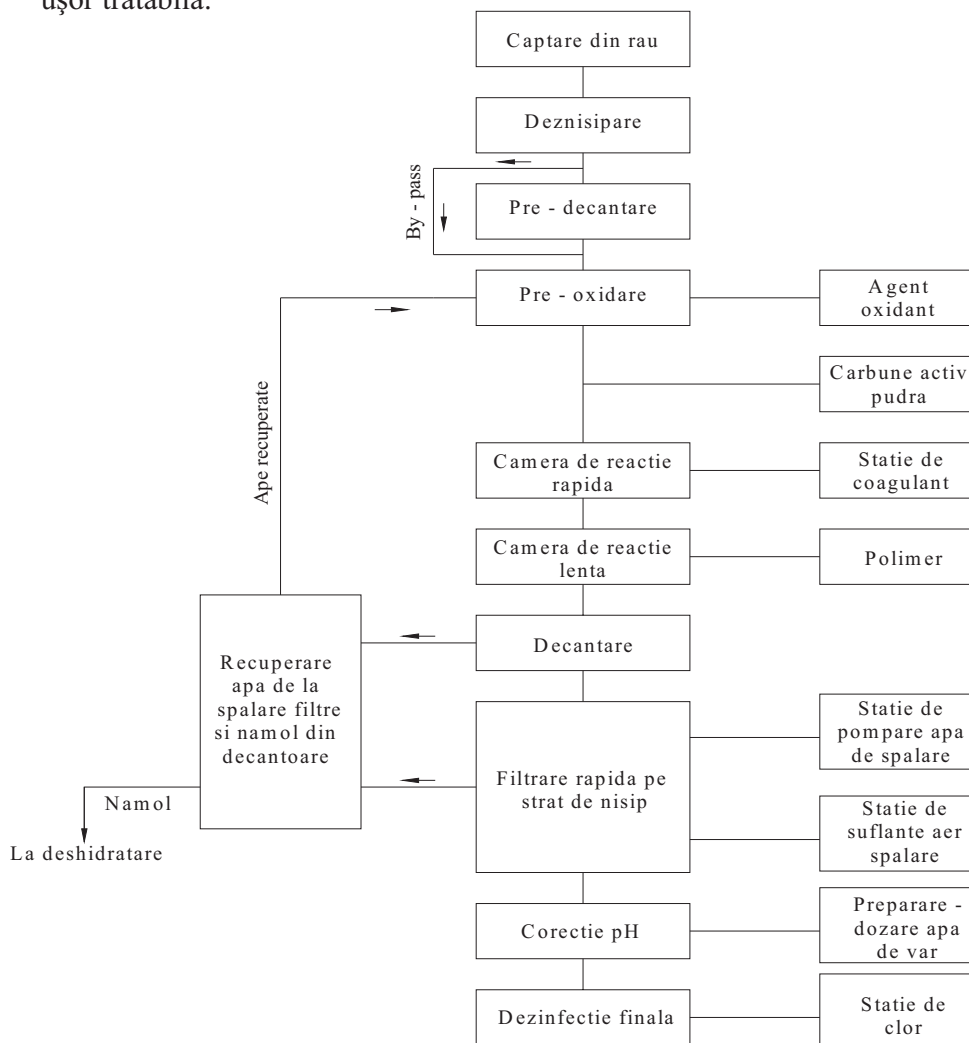 ușor tratabilă.
Captare din rau
Deznisipare
By - pass
Pre - decantare
Pre - oxidare
Agent
oxidant
Carbune activ
pudra
Ape recuperate
Camera de reactie
rapida
Statie de
coagulant
Camera de reactie
lenta
Polimer
Decantare
Recuperare
apa de la
spalare filtre
si namol din
decantoare
Statie de
pompare apa
de spalare
Filtrare rapida pe
strat de nisip
Namol
La deshidratare
Statie de
suflante aer
spalare
Corectie pH
Preparare -
dozare apa
de var
Dezinfectie finala
Statie de
clor